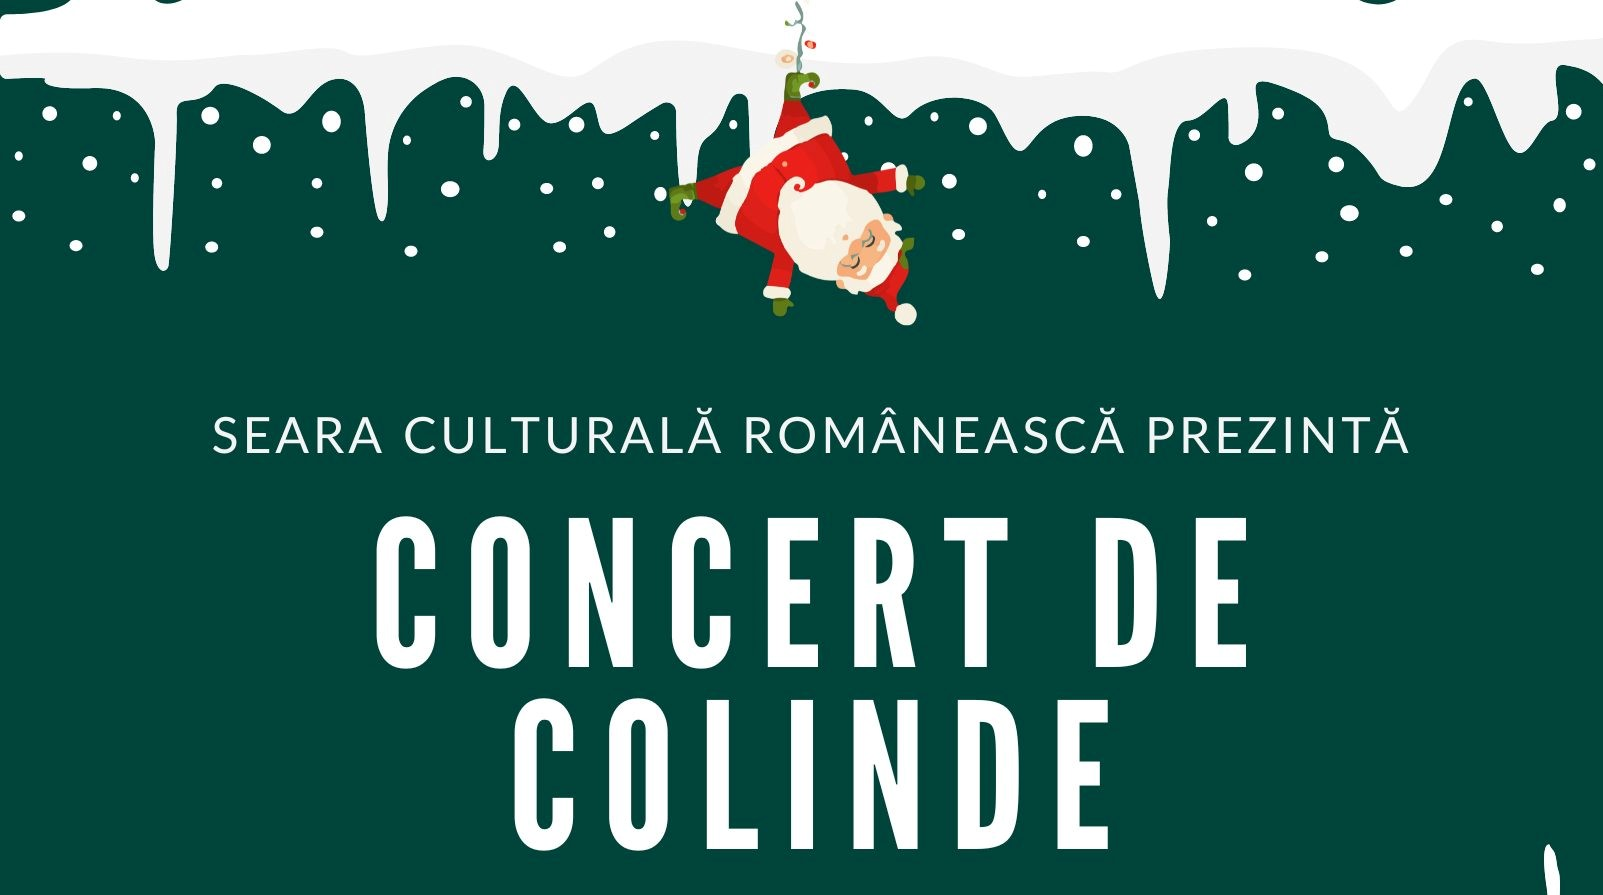 SEARA CULTURALĂ ROMÂNEASCĂ PREZINTĂ
CONCERT DE
COLINDE